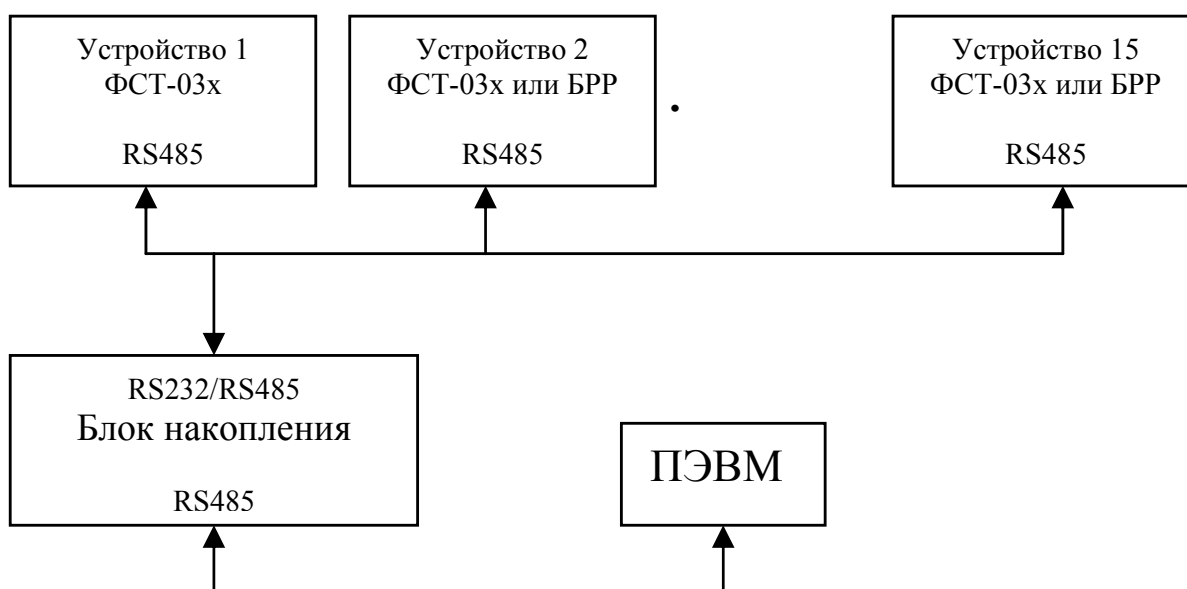 Устройство 1
ФСТ-03х
RS485
Устройство 2
ФСТ-03х или БРР
RS485
.
Устройство 15
ФСТ-03х или БРР
RS485
RS232/RS485
Блок накопления
RS485
ПЭВМ